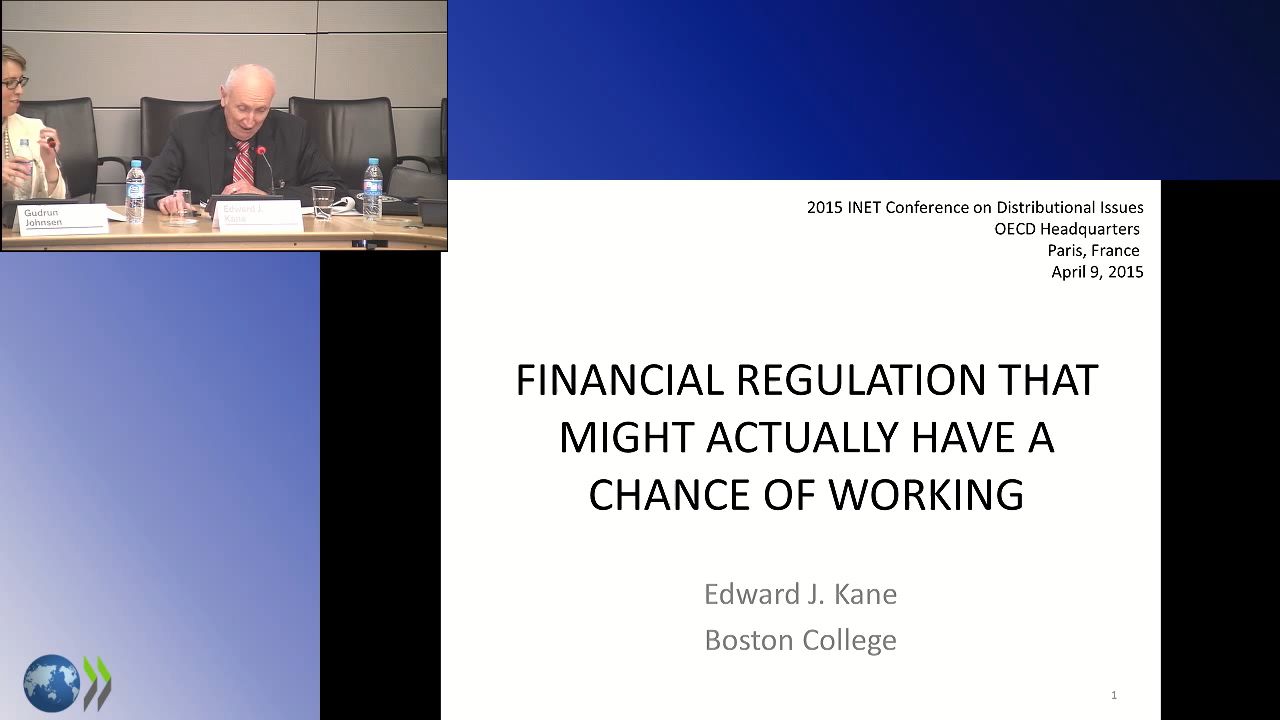 Gudrun
Johnsen
Edward J.
Kane
2015 INET Conference on Distributional Issues
OECD Headquarters
Paris, France
April 9, 2015
FINANCIAL REGULATION THAT
MIGHT ACTUALLY HAVE A
CHANCE OF WORKING
Edward J. Kane
Boston College
1